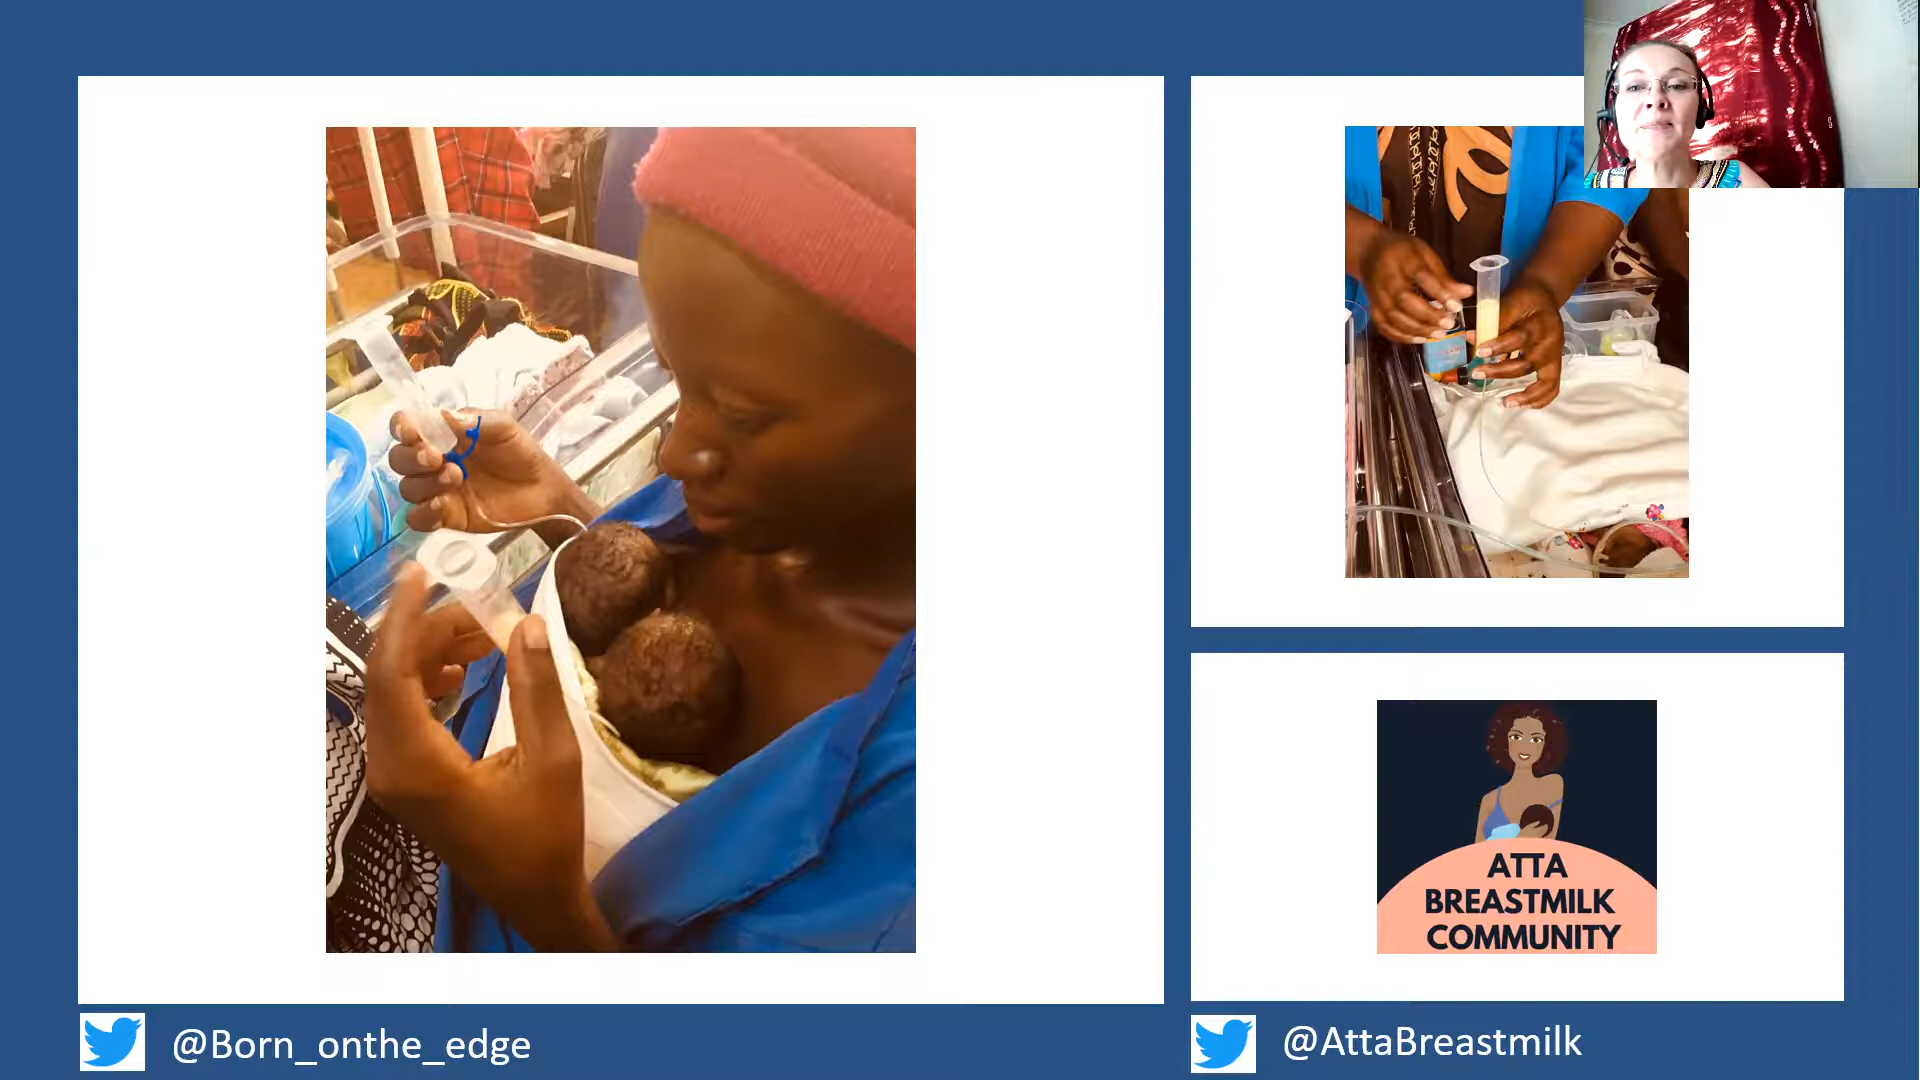 ATTA
BREASTMILK
COMMUNITY
@Born_onthe_edge
@AttaBreastmilk